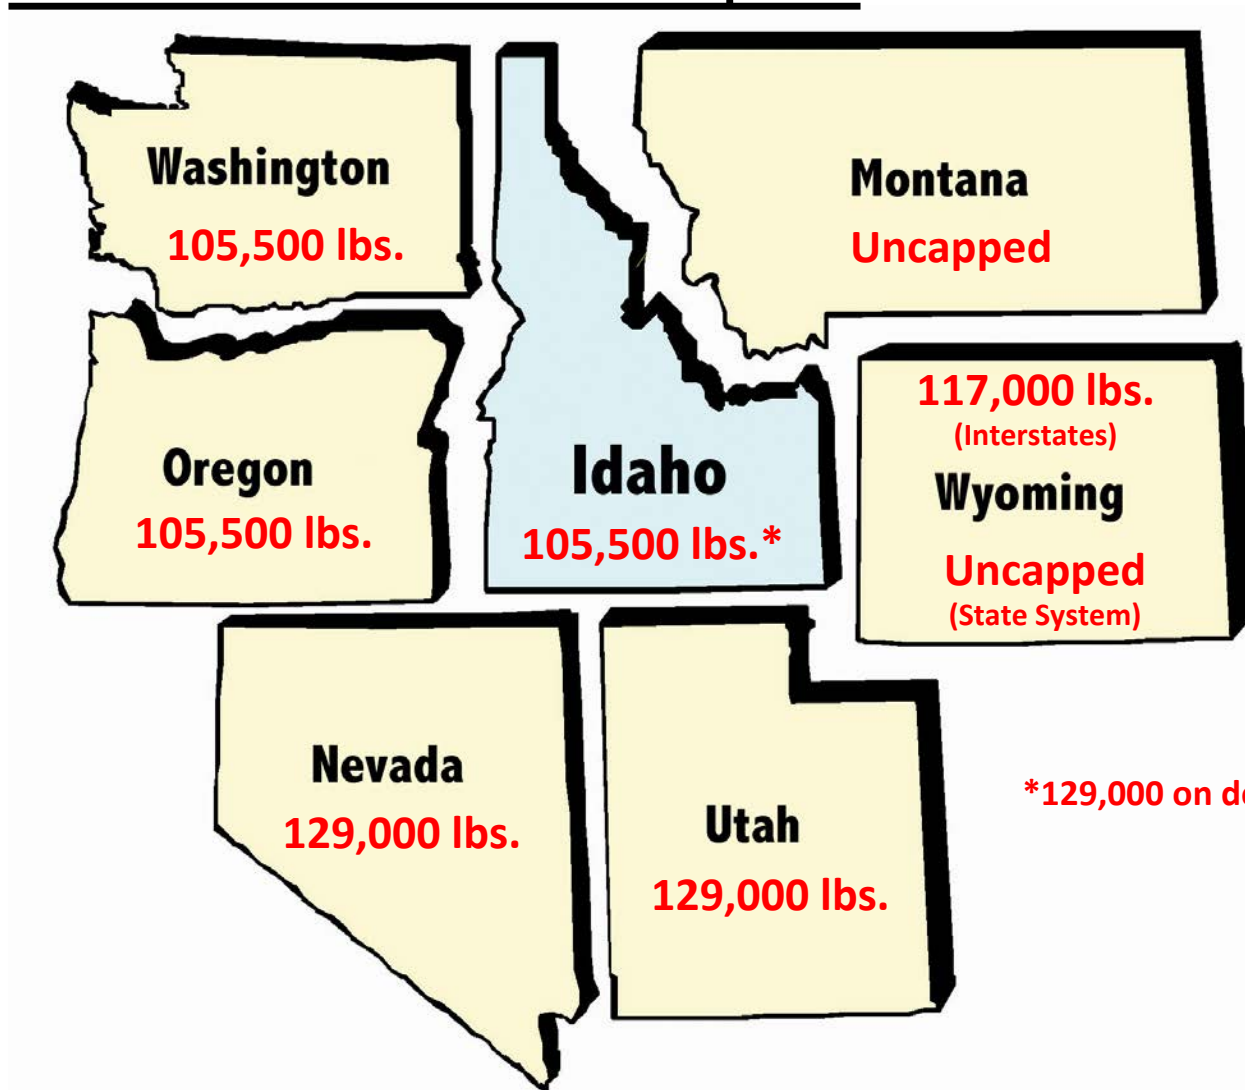 Washington
105,500 lbs.
Montana
Uncapped
117,000 lbs.
(Interstates)
Wyoming
Uncapped
(State System)
Oregon
105,500 lbs.
Idaho
105,500 lbs.*
Nevada
129,000 lbs.
Utah
129,000 lbs.
*129,000 on